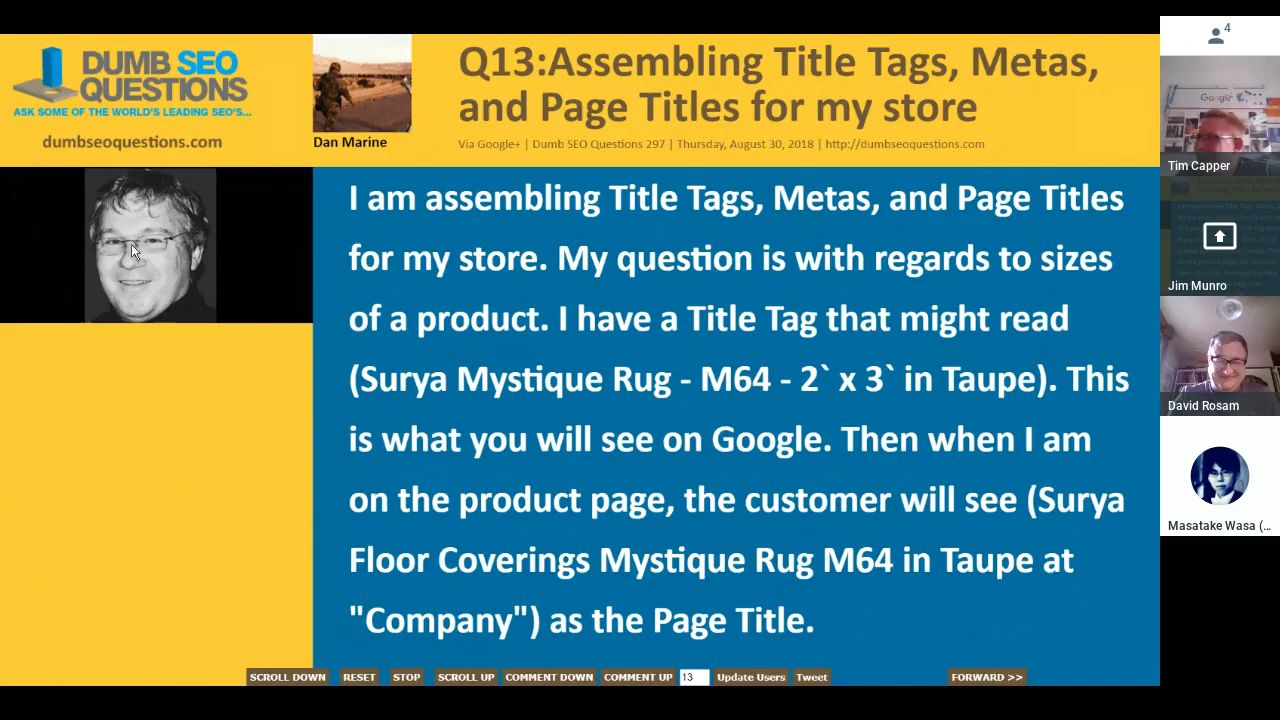 DUMB SEO
QUESTIONS
ASK SOME OF THE WORLD'S LEADING SEO'S...
dumbseoquestions.com
Dan Marine
Q13:Assembling Title Tags, Metas,
and Page Titles for my store
Via Google+ | Dumb SEO Questions 297 | Thursday, August 30, 2018 | http://dumbseoquestions.com
I am assembling Title Tags, Metas, and Page Titles
for my store. My question is with regards to sizes
of a product. I have a Title Tag that might read
(Surya Mystique Rug - M64 - 2` x 3` in Taupe). This
is what you will see on Google. Then when I am
on the product page, the customer will see (Surya
Floor Coverings Mystique Rug M64 in Taupe at
"Company") as the Page Title.
SCROLL DOWN RESET STOP SCROLL UP COMMENT DOWN COMMENT UP 13 Update Users Tweet FORWARD >>
4
Google
Tim Capper
Jim Munro
David Rosam
Masatake Wasa (...